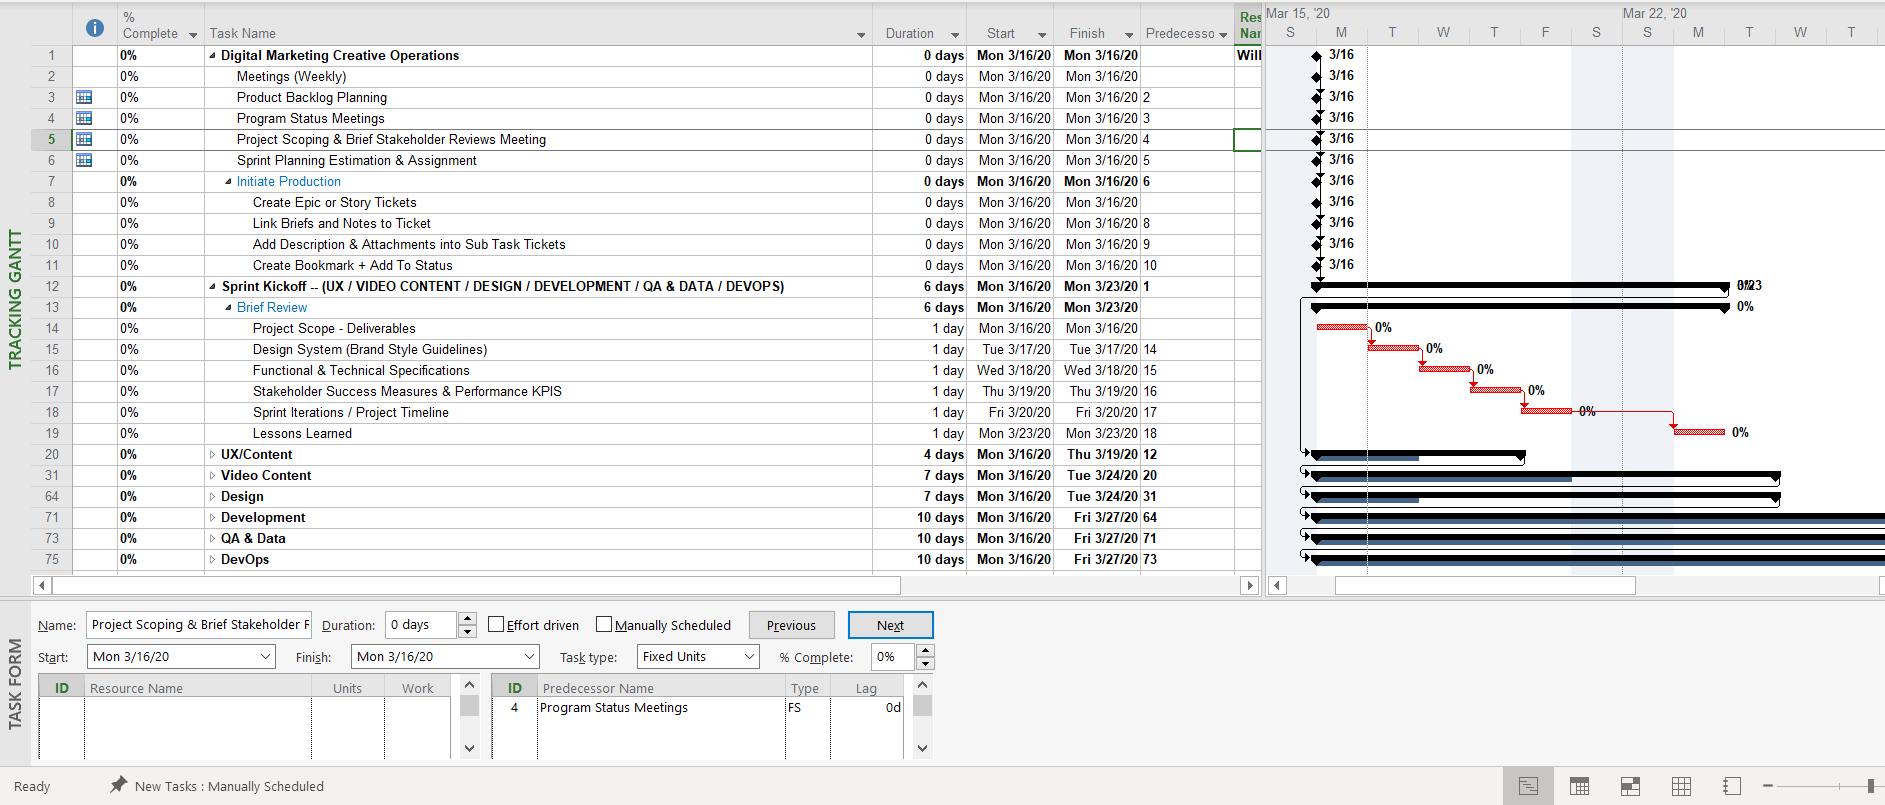 TRACKING GANTT
% Complete Task Name Duration Start Finish Predecesso Res Nar
Mar 15, '20 Mar 22, '20
S M T W T F S S M T W T
1 0% Digital Marketing Creative Operations 0 days Mon 3/16/20 Mon 3/16/20 Will 3/16
2 0% Meetings (Weekly) 0 days Mon 3/16/20 Mon 3/16/20 3/16
3 0% Product Backlog Planning 0 days Mon 3/16/20 Mon 3/16/20 2 3/16
4 0% Program Status Meetings 0 days Mon 3/16/20 Mon 3/16/20 3 3/16
5 0% Project Scoping & Brief Stakeholder Reviews Meeting 0 days Mon 3/16/20 Mon 3/16/20 4 3/16
6 0% Sprint Planning Estimation & Assignment 0 days Mon 3/16/20 Mon 3/16/20 5 3/16
7 0% Initiate Production 0 days Mon 3/16/20 Mon 3/16/20 6 3/16
8 0% Create Epic or Story Tickets 0 days Mon 3/16/20 Mon 3/16/20 3/16
9 0% Link Briefs and Notes to Ticket 0 days Mon 3/16/20 Mon 3/16/20 8 3/16
10 0% Add Description & Attachments into Sub Task Tickets 0 days Mon 3/16/20 Mon 3/16/20 9 3/16
11 0% Create Bookmark + Add To Status 0 days Mon 3/16/20 Mon 3/16/20 10 3/16
12 0% Sprint Kickoff -- (UX / VIDEO CONTENT / DESIGN / DEVELOPMENT / QA & DATA / DEVOPS) 6 days Mon 3/16/20 Mon 3/23/20 1
13 0% Brief Review 6 days Mon 3/16/20 Mon 3/23/20 0%
14 0% Project Scope - Deliverables 1 day Mon 3/16/20 Mon 3/16/20 0%
15 0% Design System (Brand Style Guidelines) 1 day Tue 3/17/20 Tue 3/17/20 14 0%
16 0% Functional & Technical Specifications 1 day Wed 3/18/20 Wed 3/18/20 15 0%
17 0% Stakeholder Success Measures & Performance KPIS 1 day Thu 3/19/20 Thu 3/19/20 16 0%
18 0% Sprint Iterations / Project Timeline 1 day Fri 3/20/20 Fri 3/20/20 17 0%
19 0% Lessons Learned 1 day Mon 3/23/20 Mon 3/23/20 18 0%
20 0% UX/Content 4 days Mon 3/16/20 Thu 3/19/20 12
31 0% Video Content 7 days Mon 3/16/20 Tue 3/24/20 20
64 0% Design 7 days Mon 3/16/20 Tue 3/24/20 31
71 0% Development 10 days Mon 3/16/20 Fri 3/27/20 64
73 0% QA & Data 10 days Mon 3/16/20 Fri 3/27/20 71
75 0% DevOps 10 days Mon 3/16/20 Fri 3/27/20 73
TASK FORM
Name: Project Scoping & Brief Stakeholder F Duration: 0 days Effort driven Manually Scheduled Previous Next
Start: Mon 3/16/20 Finish: Mon 3/16/20 Task type: Fixed Units % Complete: 0%
ID Resource Name Units Work ID Predecessor Name Type Lag
4 Program Status Meetings FS 0d
Ready New Tasks : Manually Scheduled